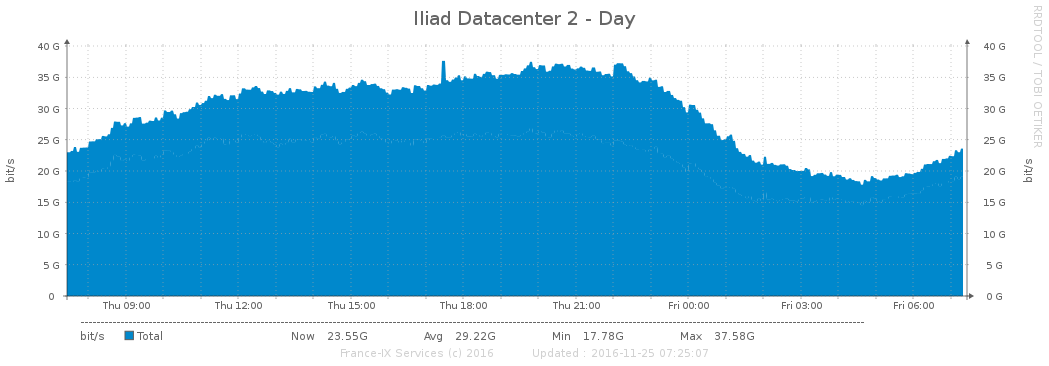 Iliad Datacenter 2 - Day
RRDTOOL / TOBI OETIKER
40 G 40 G
35 G 35 G
30 G 30 G
25 G 25 G
20 G 20 G
15 G 15 G
10 G 10 G
5 G 5 G
0 0 G
bit/s bit/s
Thu 09:00 Thu 12:00 Thu 15:00 Thu 18:00 Thu 21:00 Fri 00:00 Fri 03:00 Fri 06:00
bit/s Total Now 23.55G Avg 29.22G Min 17.78G Max 37.58G
France-IX Services (c) 2016 Updated : 2016-11-25 07:25:07